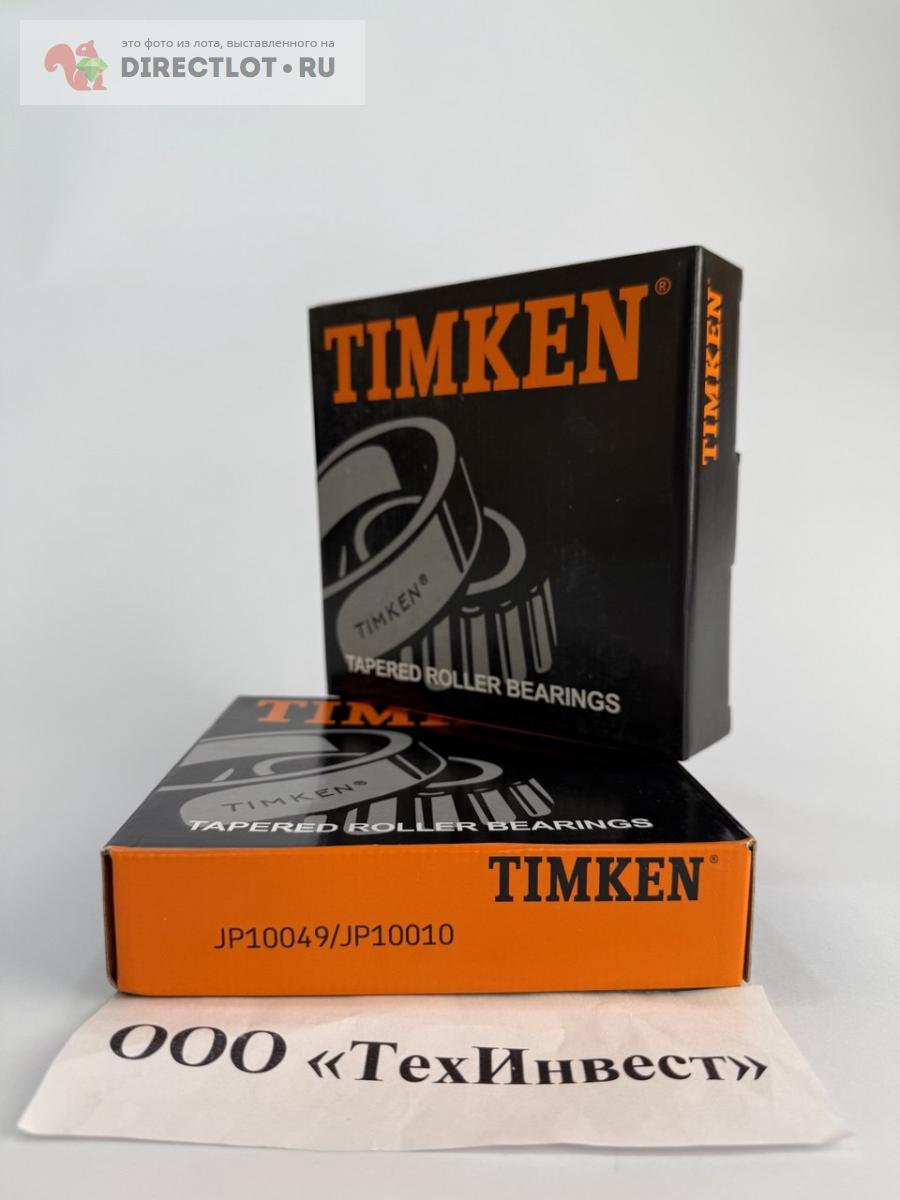 это фото из лота, выставленного на
DIRECTLOT•RU
TIMKEN®
TIMKEN
TIMKEN®
TAPERED ROLLER BEARINGS
TIMKEN
TIMKEN®
TAPERED ROLLER BEARINGS
TIMKEN®
JP10049/JP10010
ООО «ТехИнвест»